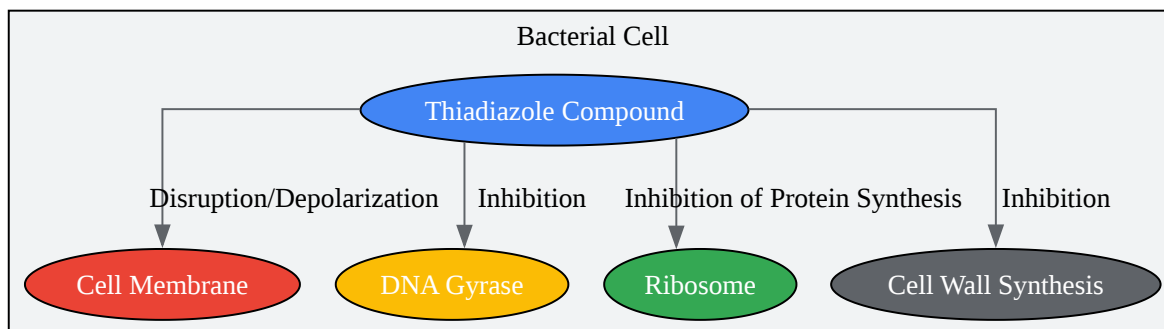 Bacterial Cell
Thiadiazole Compound
Disruption/Depolarization
Inhibition
Inhibition of Protein Synthesis
Inhibition
Cell Membrane
DNA Gyrase
Ribosome
Cell Wall Synthesis